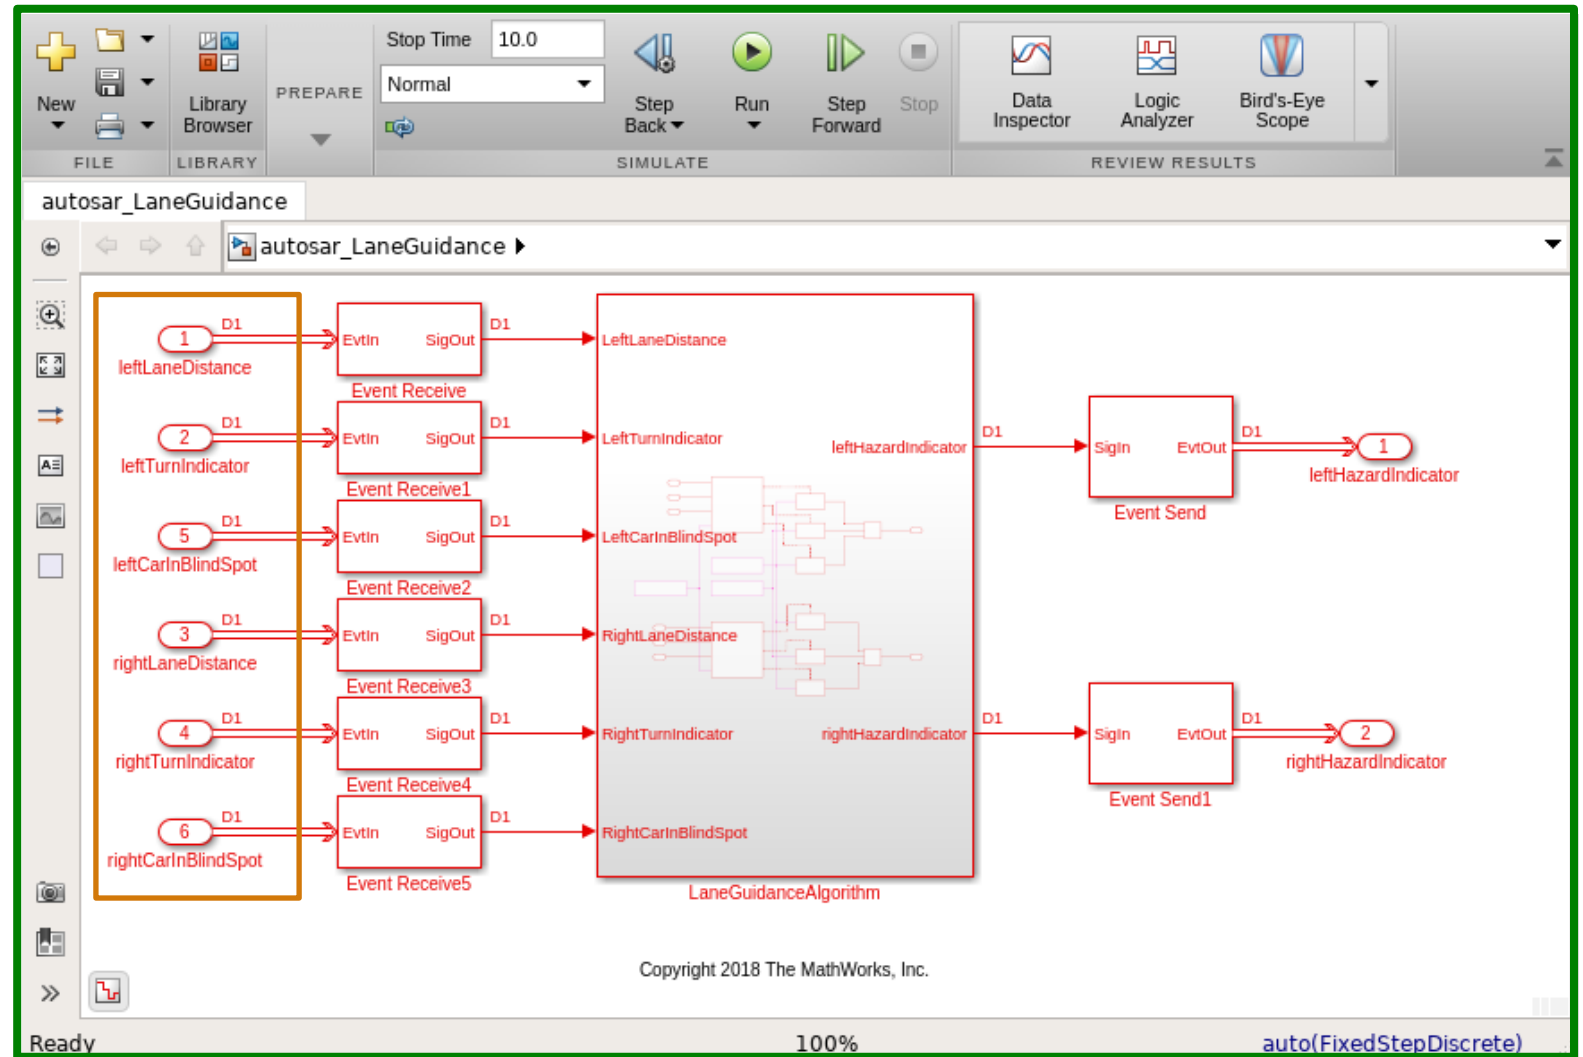 New
FILE
Library
Browser
LIBRARY
PREPARE
Stop Time 10.0
Normal
Step
Back
Run
Step
Forward
Stop
SIMULATE
Data
Inspector
Logic
Analyzer
Bird's-Eye
Scope
REVIEW RESULTS
autosar_LaneGuidance
autosar_LaneGuidance
1 D1
leftLaneDistance
EvtIn SigOut D1
Event Receive
LeftLaneDistance
2 D1
leftTurnIndicator
EvtIn SigOut D1
Event Receive1
LeftTurnIndicator
5 D1
leftCarInBlindSpot
EvtIn SigOut D1
Event Receive2
LeftCarInBlindSpot
3 D1
rightLaneDistance
EvtIn SigOut D1
Event Receive3
RightLaneDistance
4 D1
rightTurnIndicator
EvtIn SigOut D1
Event Receive4
RightTurnIndicator
6 D1
rightCarInBlindSpot
EvtIn SigOut D1
Event Receive5
RightCarInBlindSpot
LaneGuidanceAlgorithm
leftHazardIndicator D1
SigIn EvtOut D1
Event Send
1
leftHazardIndicator
rightHazardIndicator D1
SigIn EvtOut D1
Event Send1
2
rightHazardIndicator
Copyright 2018 The MathWorks, Inc.
Ready 100% auto(FixedStepDiscrete)